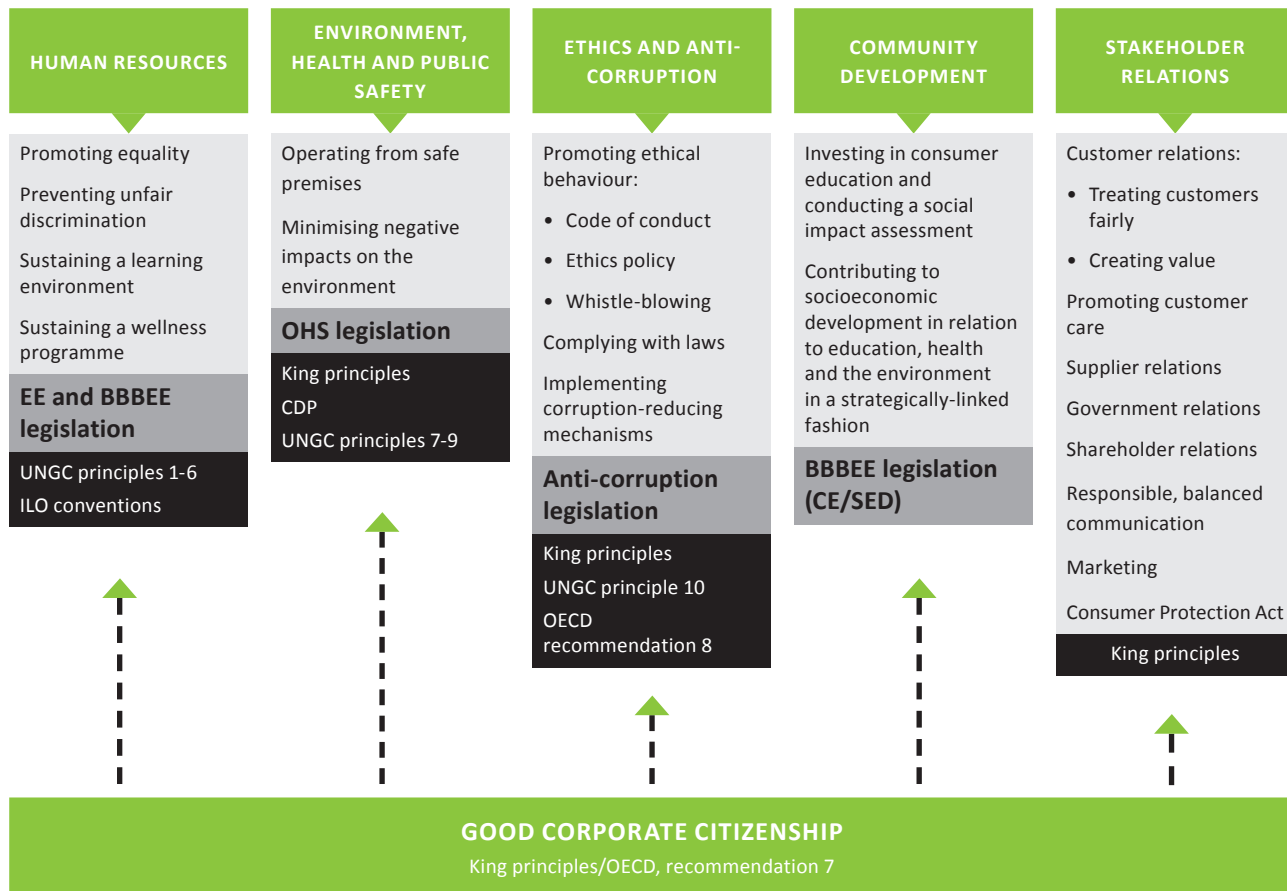 HUMAN RESOURCES
Promoting equality
Preventing unfair
discrimination
Sustaining a learning
environment
Sustaining a wellness
programme
EE and BBBEE
legislation
UNGC principles 1-6
ILO conventions
ENVIRONMENT,
HEALTH AND PUBLIC
SAFETY
Operating from safe
premises
Minimising negative
impacts on the
environment
OHS legislation
King principles
CDP
UNGC principles 7-9
ETHICS AND ANTI-
CORRUPTION
Promoting ethical
behaviour:
• Code of conduct
• Ethics policy
• Whistle-blowing
Complying with laws
Implementing
corruption-reducing
mechanisms
Anti-corruption
legislation
King principles
UNGC principle 10
OECD
recommendation 8
COMMUNITY
DEVELOPMENT
Investing in consumer
education and
conducting a social
impact assessment
Contributing to
socioeconomic
development in relation
to education, health
and the environment
in a strategically-linked
fashion
BBBEE legislation
(CE/SED)
STAKEHOLDER
RELATIONS
Customer relations:
• Treating customers
fairly
• Creating value
Promoting customer
care
Supplier relations
Government relations
Shareholder relations
Responsible, balanced
communication
Marketing
Consumer Protection Act
King principles
GOOD CORPORATE CITIZENSHIP
King principles/OECD, recommendation 7